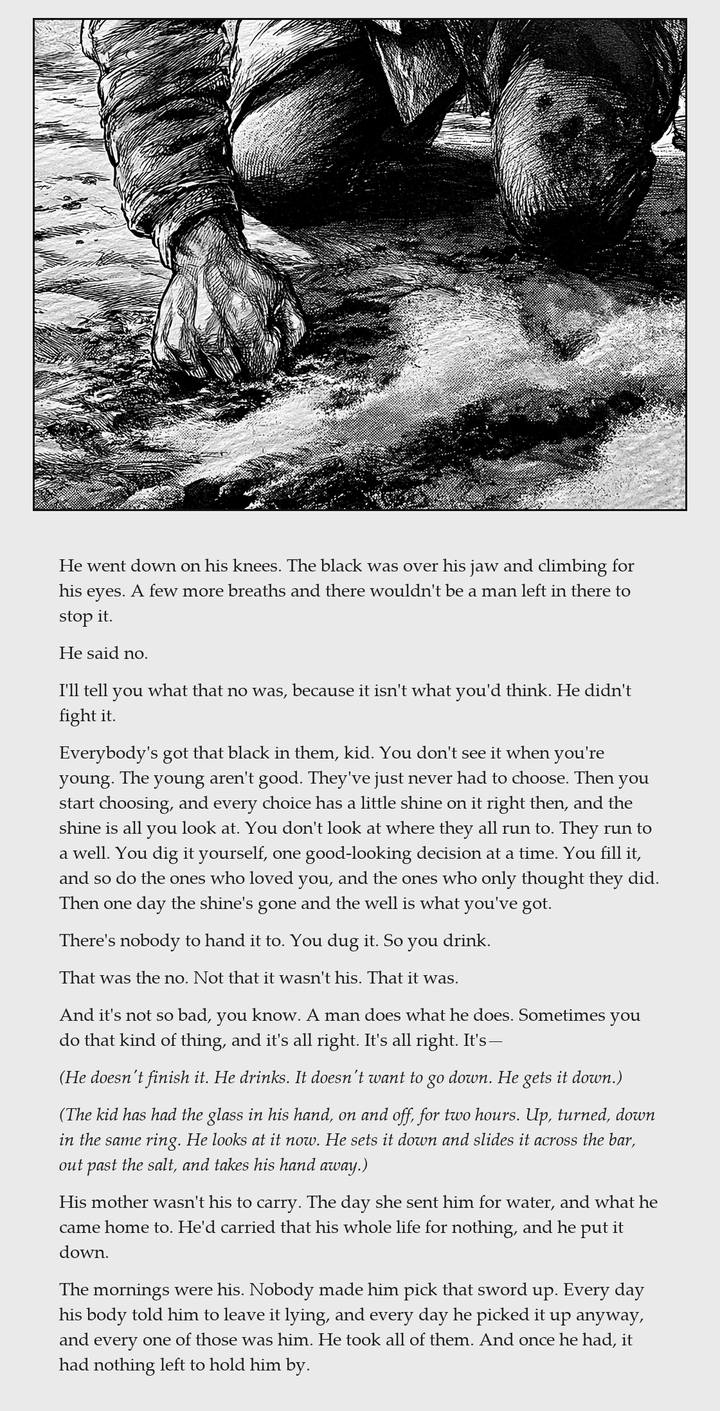 He went down on his knees. The black was over his jaw and climbing for
his eyes. A few more breaths and there wouldn't be a man left in there to
stop it.
He said no.
I'll tell you what that no was, because it isn't what you'd think. He didn't
fight it.
Everybody's got that black in them, kid. You don't see it when you're
young. The young aren't good. They've just never had to choose. Then you
start choosing, and every choice has a little shine on it right then, and the
shine is all you look at. You don't look at where they all run to. They run to
a well. You dig it yourself, one good-looking decision at a time. You fill it,
and so do the ones who loved you, and the ones who only thought they did.
Then one day the shine's gone and the well is what you've got.
There's nobody to hand it to. You dug it. So you drink.
That was the no. Not that it wasn't his. That it was.
And it's not so bad, you know. A man does what he does. Sometimes you
do that kind of thing, and it's all right. It's all right. It's—
(He doesn't finish it. He drinks. It doesn't want to go down. He gets it down.)
(The kid has had the glass in his hand, on and off, for two hours. Up, turned, down
in the same ring. He looks at it now. He sets it down and slides it across the bar,
out past the salt, and takes his hand away.)
His mother wasn't his to carry. The day she sent him for water, and what he
came home to. He'd carried that his whole life for nothing, and he put it
down.
The mornings were his. Nobody made him pick that sword up. Every day
his body told him to leave it lying, and every day he picked it up anyway,
and every one of those was him. He took all of them. And once he had, it
had nothing left to hold him by.